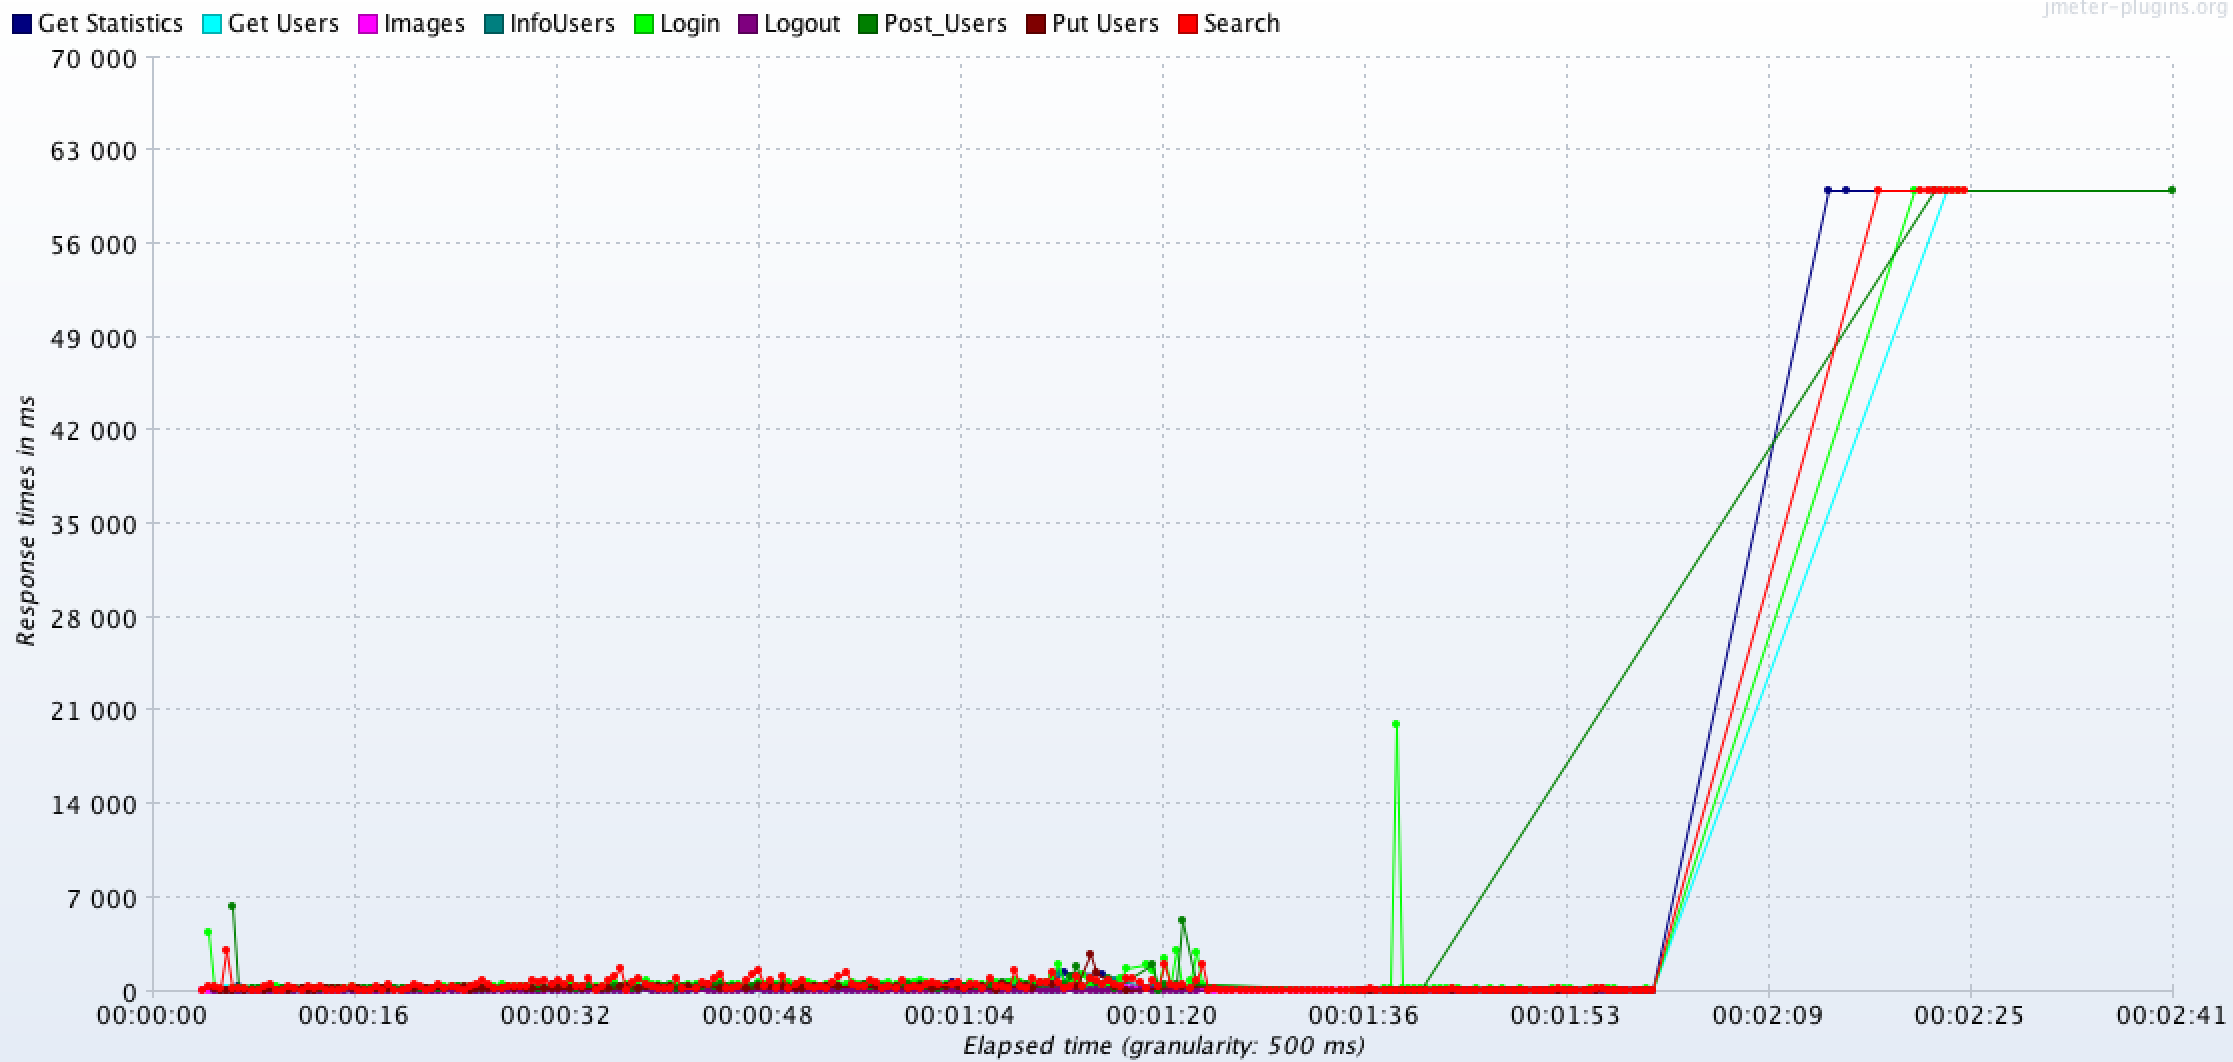 jmeter-plugins.org
Get Statistics Get Users Images InfoUsers Login Logout Post_Users Put Users Search
70 000
63 000
56 000
49 000
42 000
35 000
28 000
21 000
14 000
7 000
0
Response times in ms
00:00:00 00:00:16 00:00:32 00:00:48 00:01:04 00:01:20 00:01:36 00:01:53 00:02:09 00:02:25 00:02:41
Elapsed time (granularity: 500 ms)